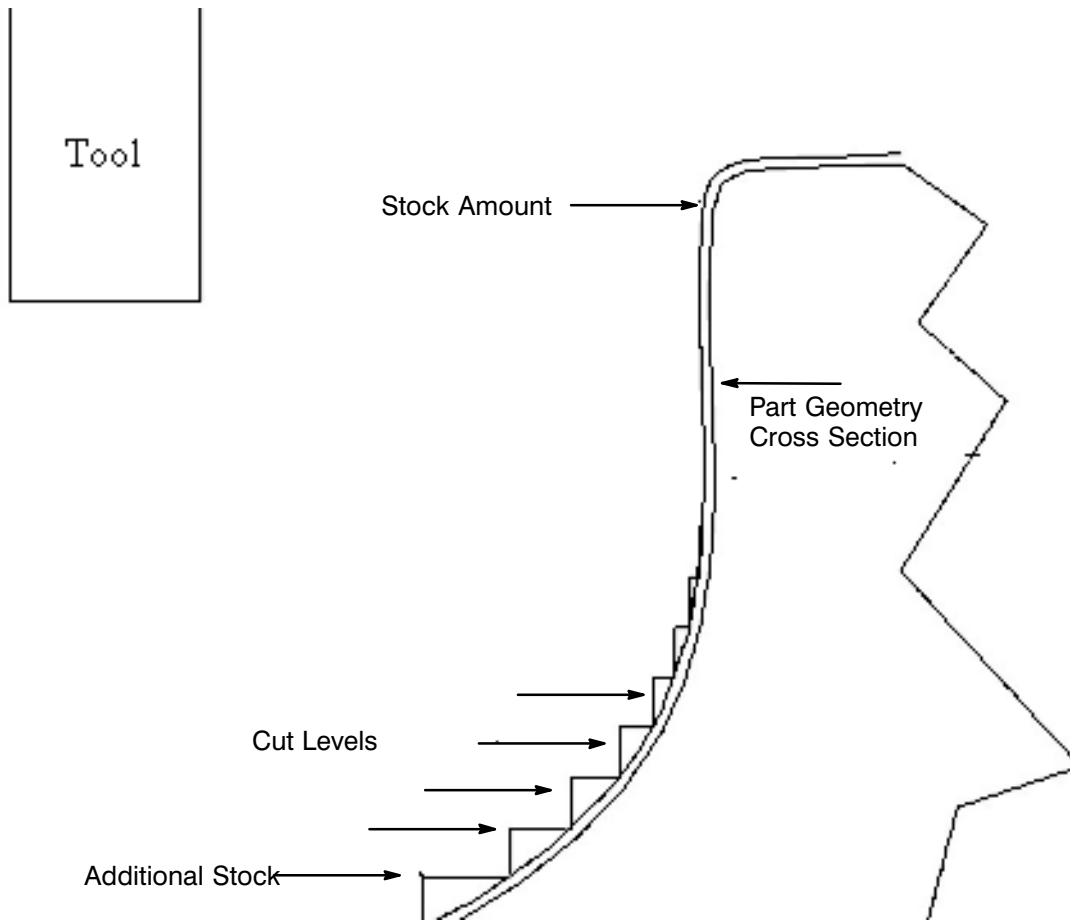 Tool
Stock Amount
Part Geometry
Cross Section
Cut Levels
Additional Stock